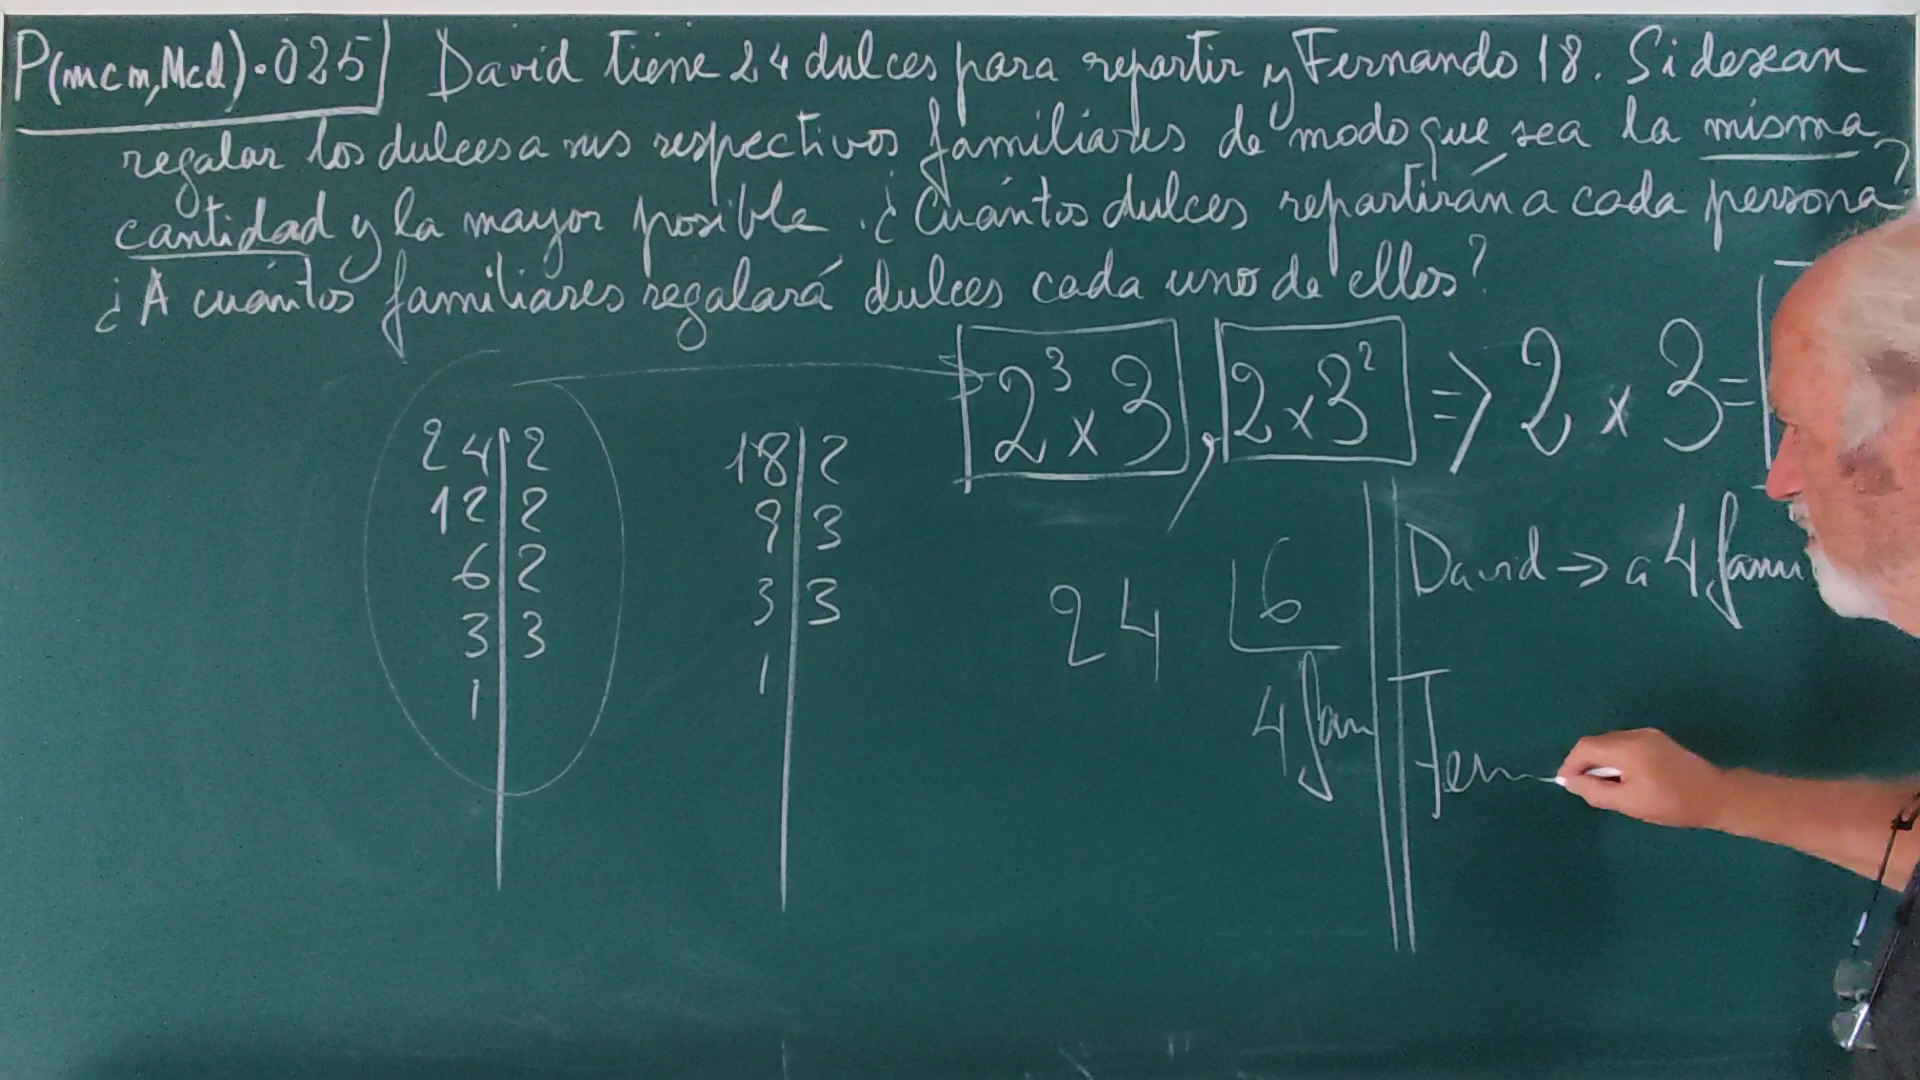 P(mcm,Mcd)·025 David tiene 24 dulces para repartir y Fernando 18. Si desean
regalar los dulces a sus respectivos familiares de modo que sea la misma
cantidad y la mayor posible. ¿Cuántos dulces repartirán a cada persona?
¿A cuántos familiares regalará dulces cada uno de ellos?
2³ x 3 , 2 x 3² => 2 x 3 =
24 2
12 2
6 2
3 3
1
18 2
9 3
3 3
1
24 6
4 fam
David => a 4 fami
Fern